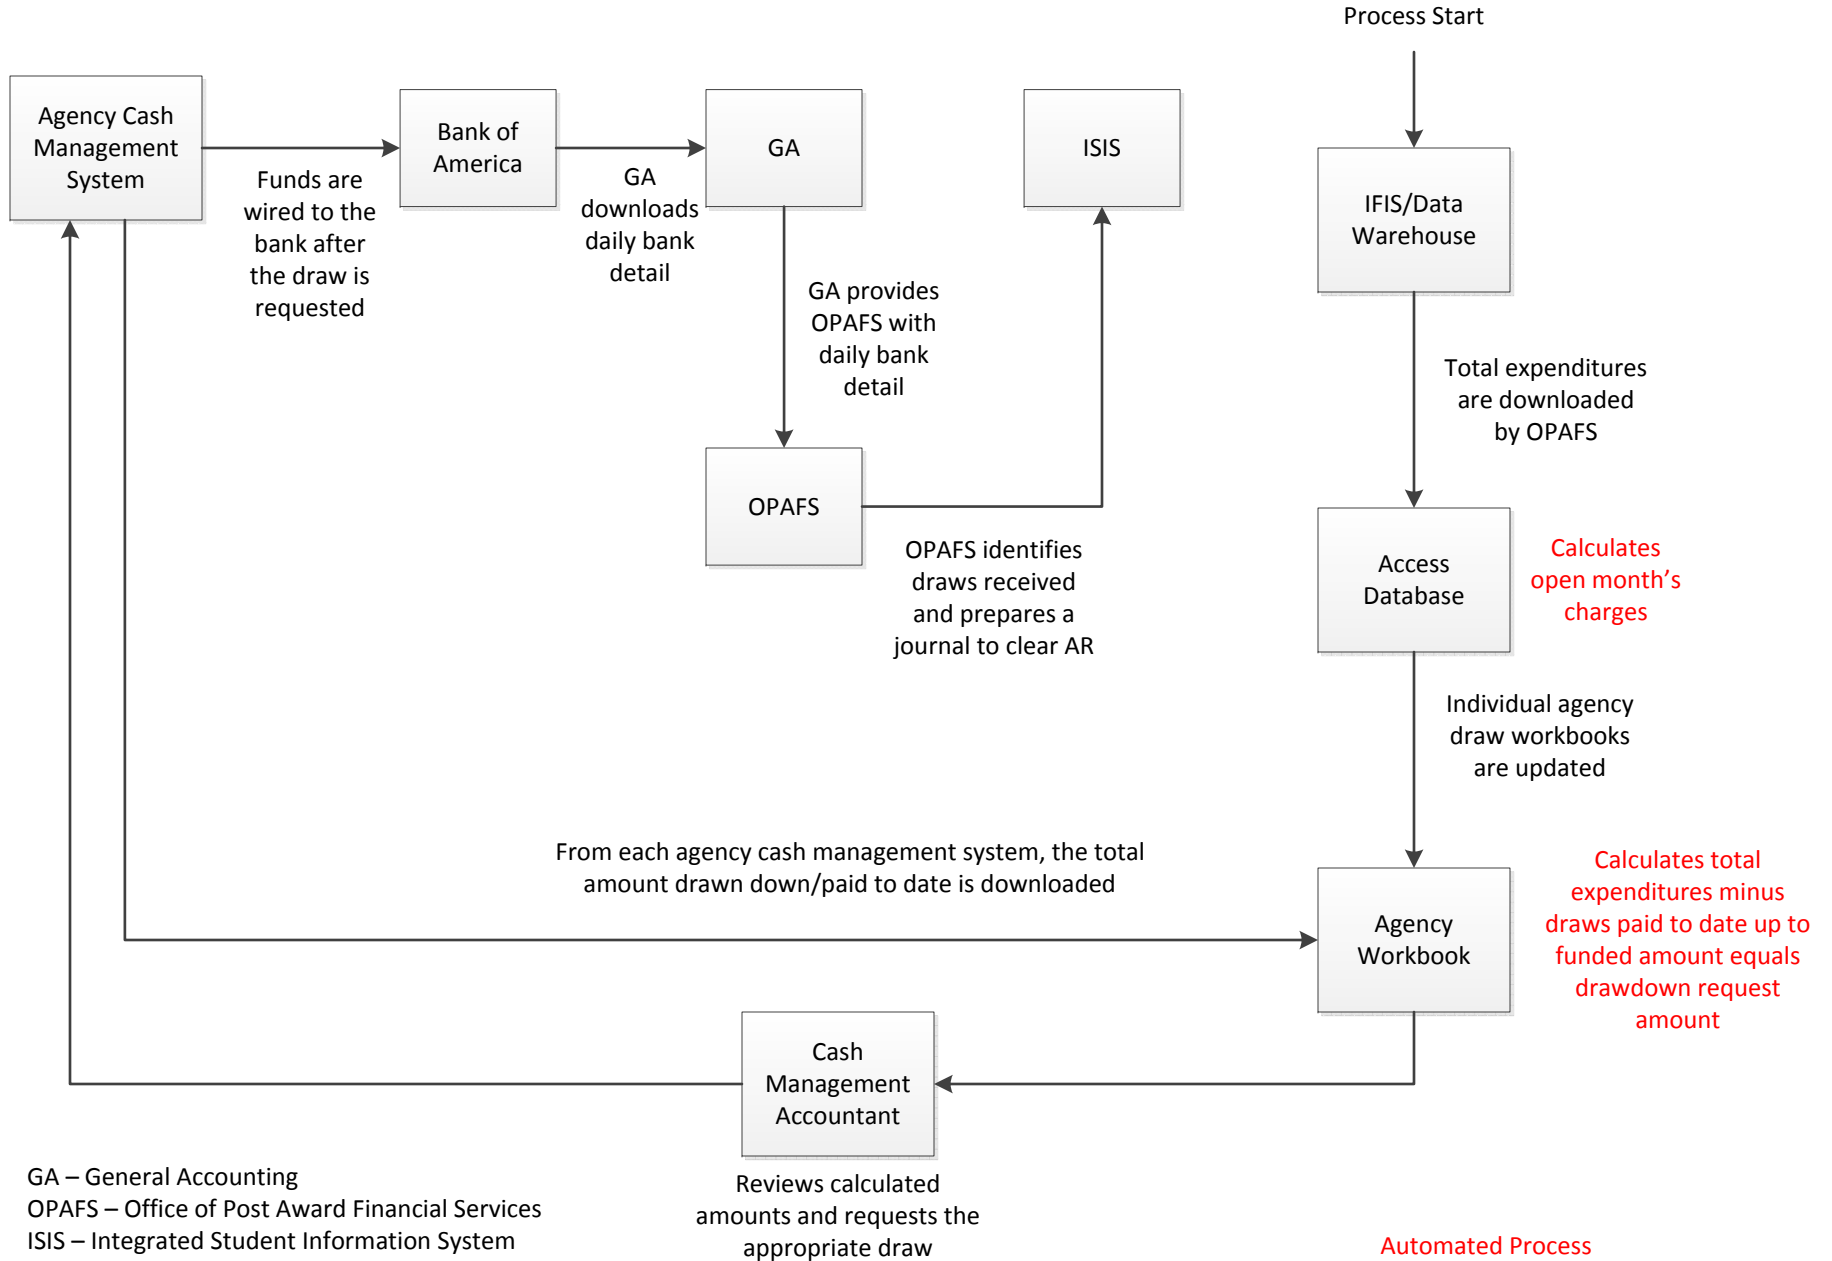 Process Start
Agency Cash
Management
System
Bank of
America
GA
ISIS
IFIS/Data
Warehouse
Funds are
wired to the
bank after
the draw is
requested
GA
downloads
daily bank
detail
GA provides
OPAFS with
daily bank
detail
Total expenditures
are downloaded
by OPAFS
OPAFS
OPAFS identifies
draws received
and prepares a
journal to clear AR
Access
Database
Calculates
open month’s
charges
Individual agency
draw workbooks
are updated
From each agency cash management system, the total
amount drawn down/paid to date is downloaded
Agency
Workbook
Calculates total
expenditures minus
draws paid to date up to
funded amount equals
drawdown request
amount
Cash
Management
Accountant
Reviews calculated
amounts and requests the
appropriate draw
GA – General Accounting
OPAFS – Office of Post Award Financial Services
ISIS – Integrated Student Information System
Automated Process